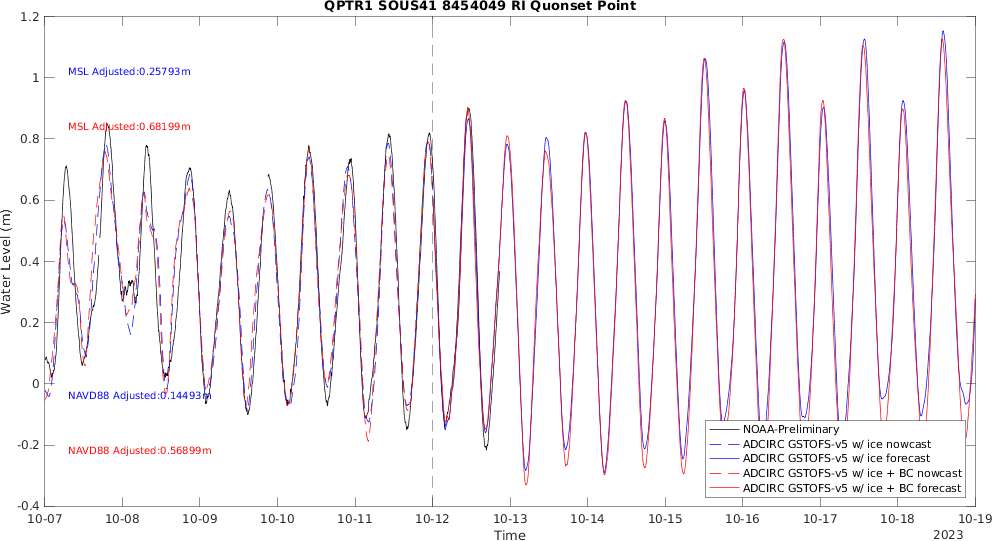 QPTR1 SOUS41 8454049 RI Quonset Point
1.2
1
0.8
0.6
0.4
0.2
0
-0.2
-0.4
Water Level (m)
MSL Adjusted:0.25793m
MSL Adjusted:0.68199m
NAVD88 Adjusted:0.14493m
NAVD88 Adjusted:0.56899m
NOAA-Preliminary
ADCIRC GSTOFS-v5 w/ ice nowcast
ADCIRC GSTOFS-v5 w/ ice forecast
ADCIRC GSTOFS-v5 w/ ice + BC nowcast
ADCIRC GSTOFS-v5 w/ ice + BC forecast
10-07 10-08 10-09 10-10 10-11 10-12 10-13 10-14 10-15 10-16 10-17 10-18 10-19
Time
2023